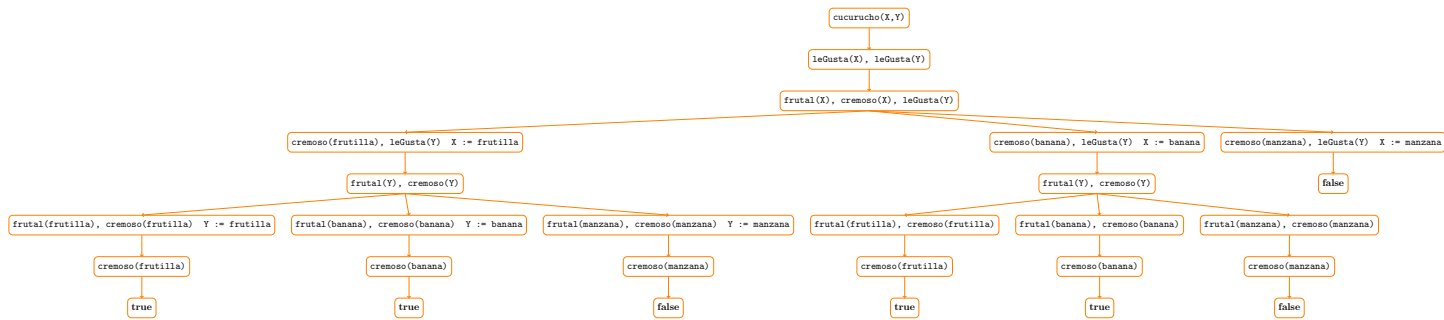 cucurucho(X,Y)
leGusta(X), leGusta(Y)
frutal(X), cremoso(X), leGusta(Y)
cremoso(frutilla), leGusta(Y) X := frutilla
cremoso(banana), leGusta(Y) X := banana
cremoso(manzana), leGusta(Y) X := manzana
frutal(Y), cremoso(Y)
frutal(Y), cremoso(Y)
false
frutal(frutilla), cremoso(frutilla) Y := frutilla
frutal(banana), cremoso(banana) Y := banana
frutal(manzana), cremoso(manzana) Y := manzana
frutal(frutilla), cremoso(frutilla)
frutal(banana), cremoso(banana)
frutal(manzana), cremoso(manzana)
cremoso(frutilla)
cremoso(banana)
cremoso(manzana)
cremoso(frutilla)
cremoso(banana)
cremoso(manzana)
true
true
false
true
true
false